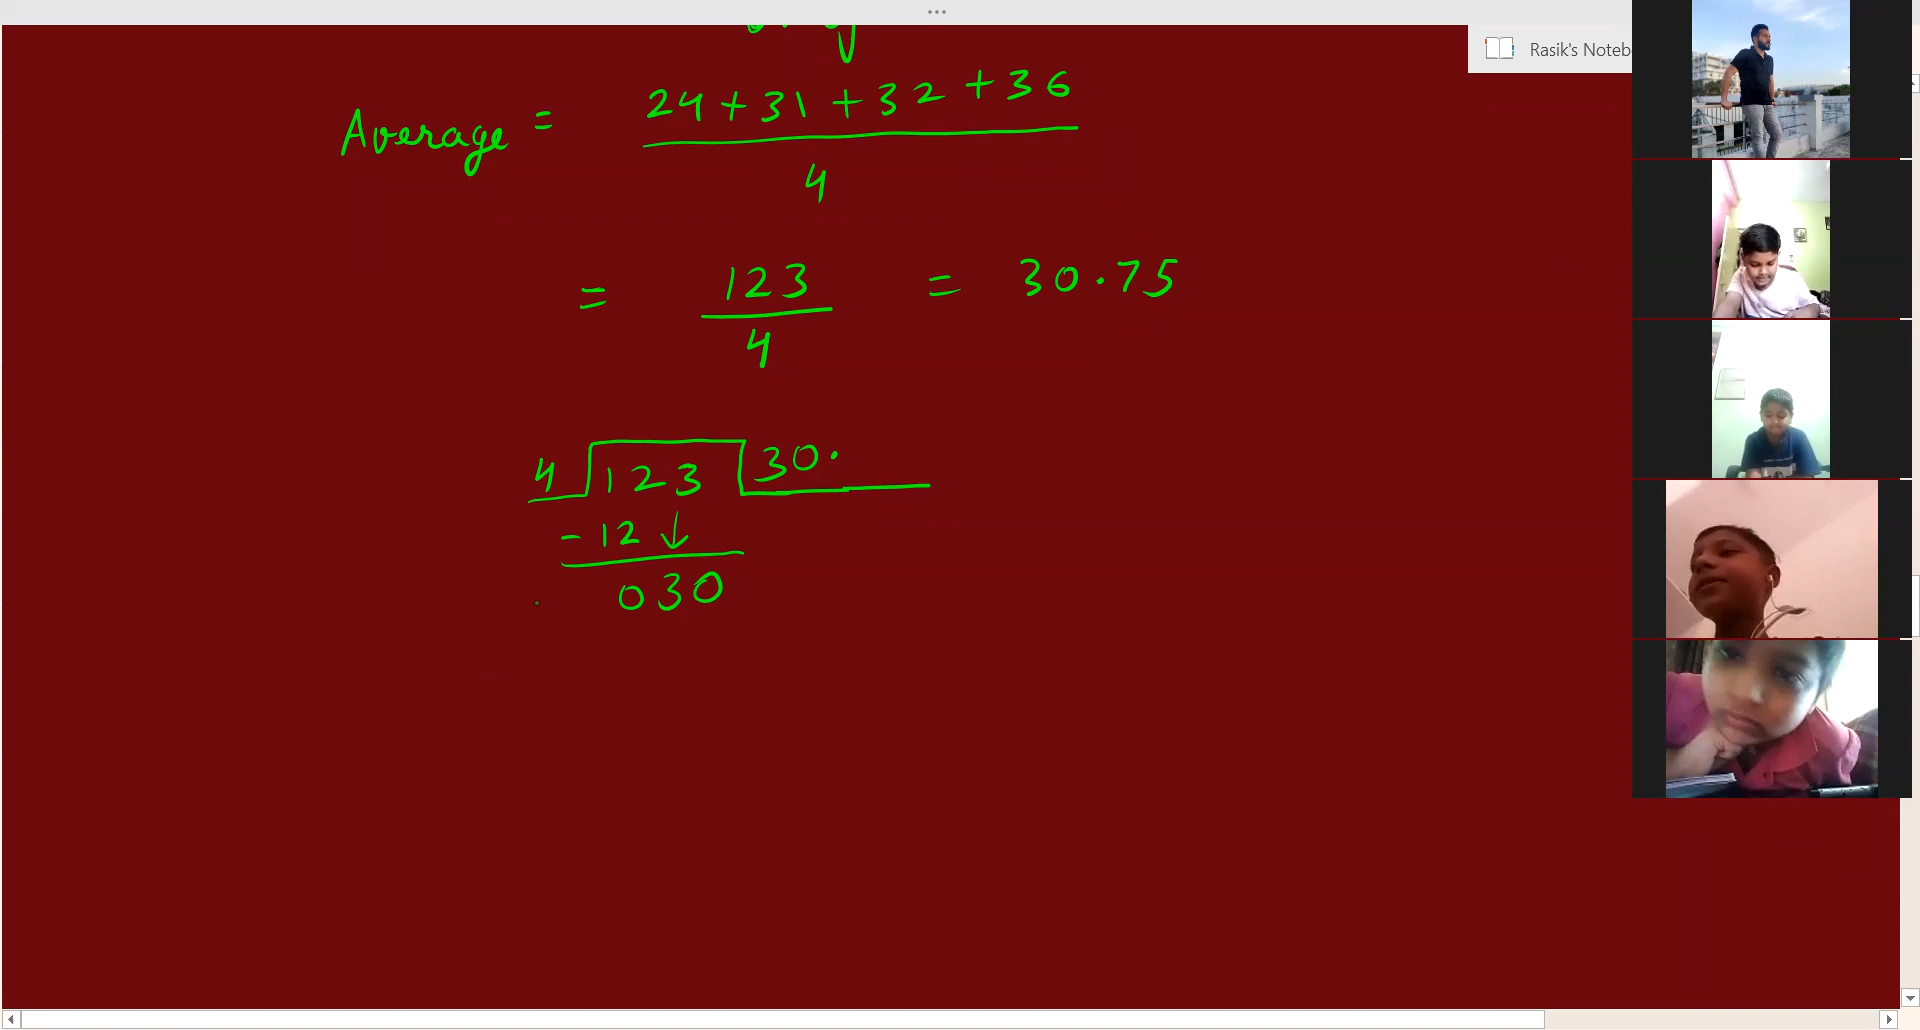 Rasik's Noteb
24+31+32+36
Average =
4
= 123 = 30.75
4
4 123 30.
-12↓
030